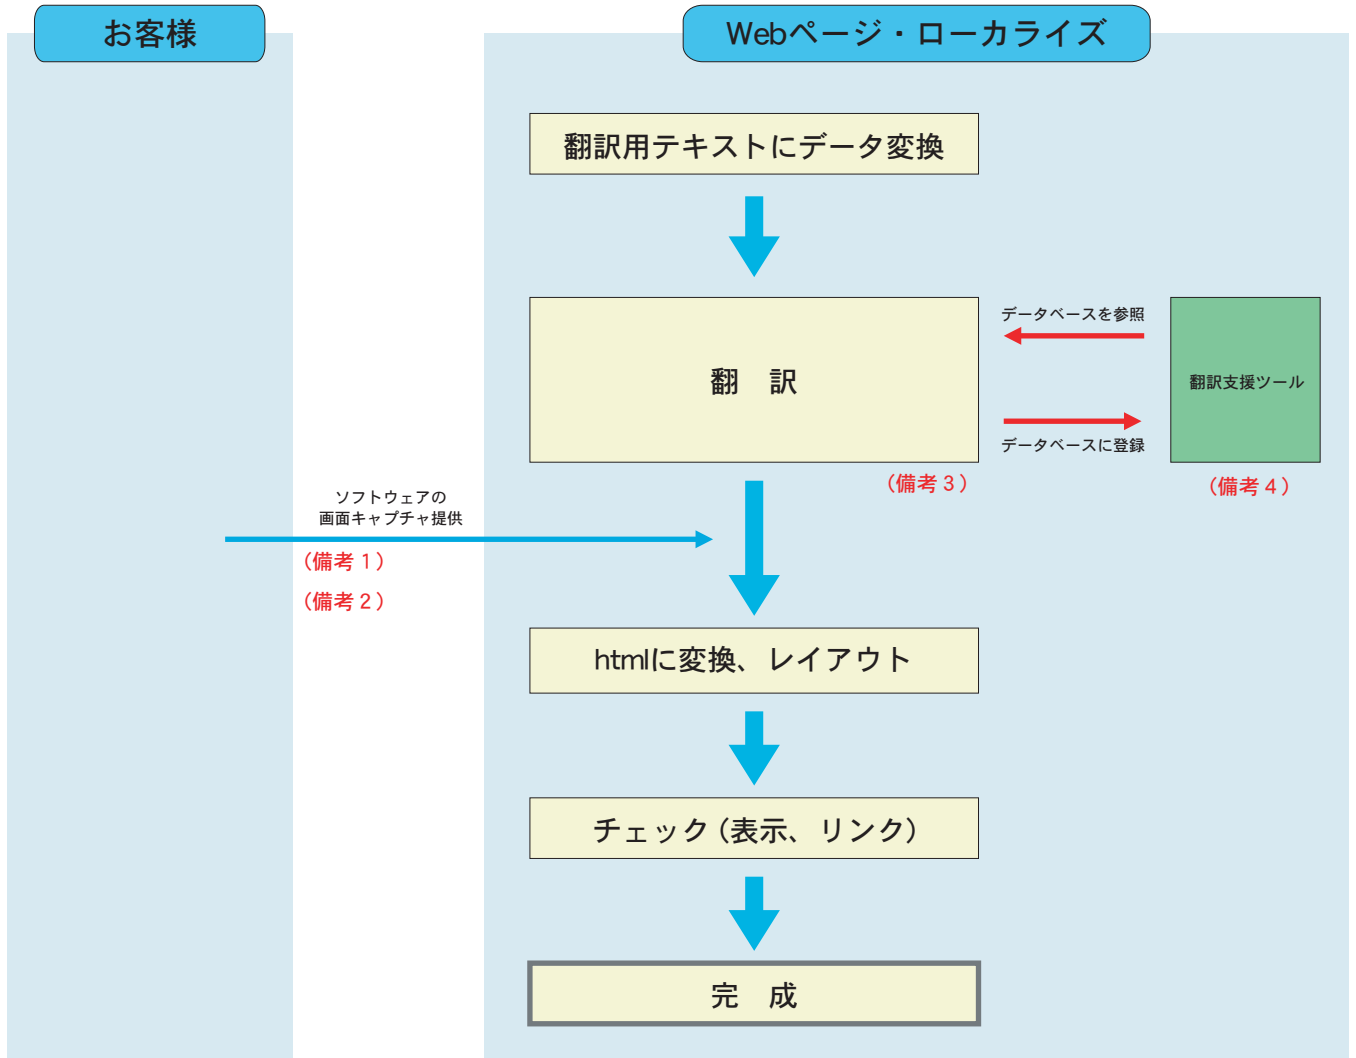 お客様
Webページ・ローカライズ
翻訳用テキストにデータ変換
翻　訳
データベースを参照
翻訳支援ツール
データベースに登録
（備考３）
（備考４）
ソフトウェアの
画面キャプチャ提供
（備考１）
（備考２）
htmlに変換、レイアウト
チェック（表示、リンク）
完　成